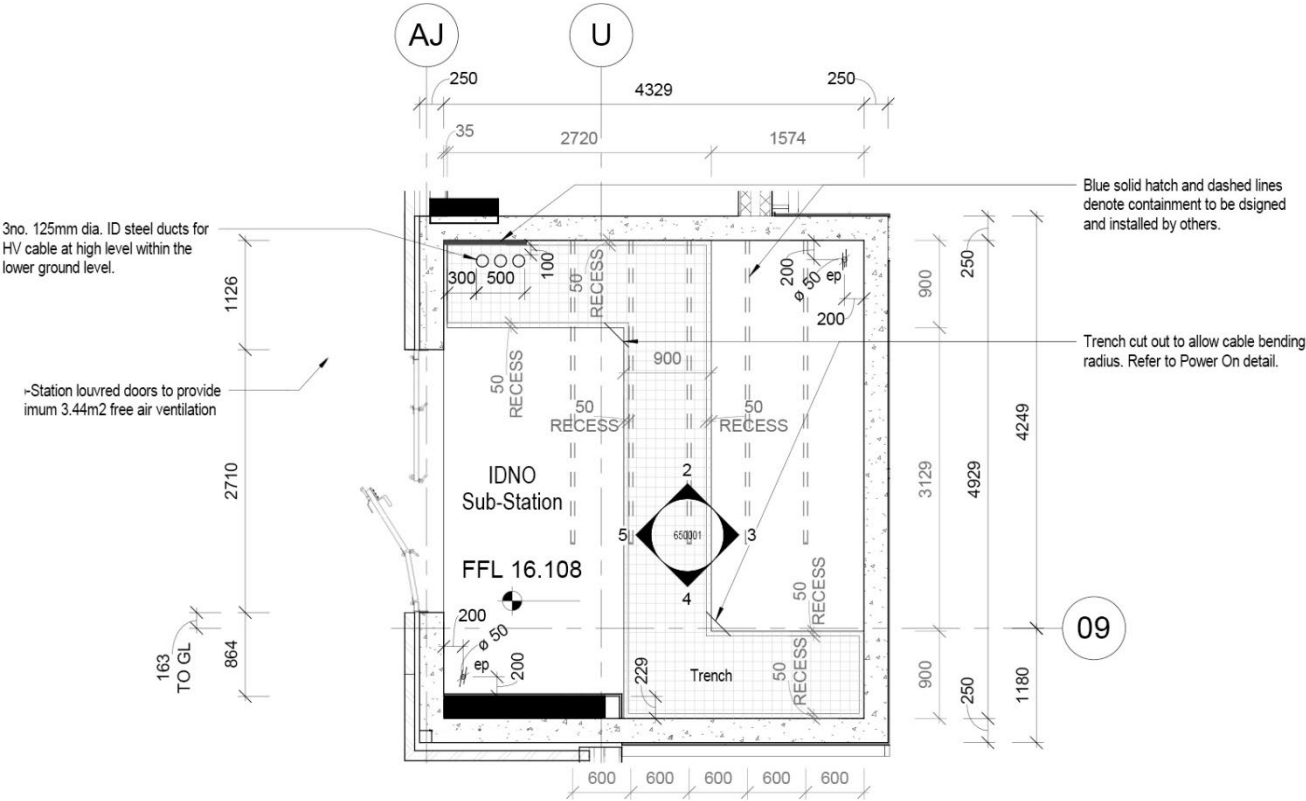 AJ
U
250
4329
250
35
2720
1574
3no. 125mm dia. ID steel ducts for
HV cable at high level within the
lower ground level.
Blue solid hatch and dashed lines
denote containment to be dsigned
and installed by others.
300
500
100
50
RECESS
200
ø 50
ep
200
1126
900
250
Trench cut out to allow cable bending
radius. Refer to Power On detail.
-Station louvred doors to provide
imum 3.44m2 free air ventilation
50
RECESS
900
50
RECESS
50
RECESS
4249
2710
IDNO
Sub-Station
2
5
650001
3
4
3129
4929
FFL 16.108
50
RECESS
09
163
TO GL
864
200
ø 50
ep
200
229
Trench
50
RECESS
900
250
1180
600
600
600
600
600